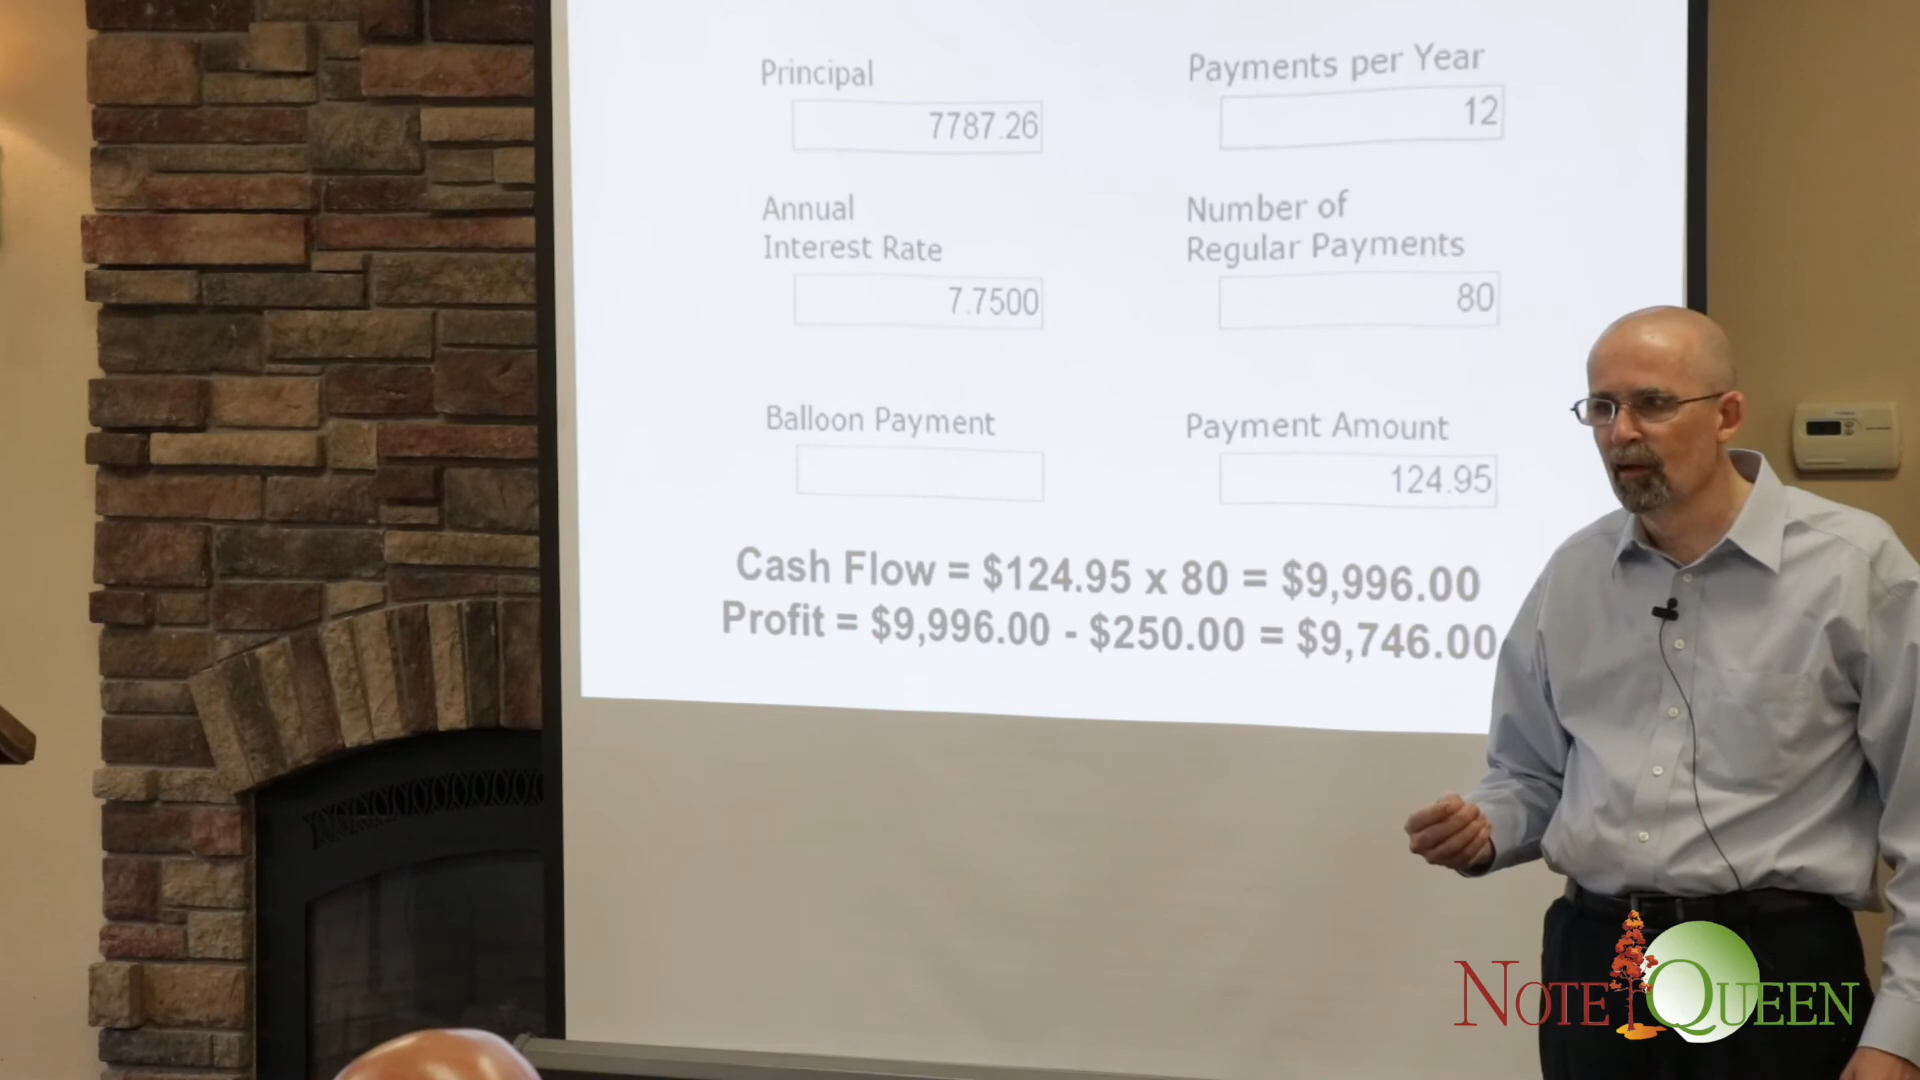 Principal
7787.26
Payments per Year
12
Annual
Interest Rate
7.7500
Number of
Regular Payments
80
Balloon Payment
Payment Amount
124.95
Cash Flow = $124.95 x 80 = $9,996.00
Profit = $9,996.00 - $250.00 = $9,746.00
NOTE QUEEN